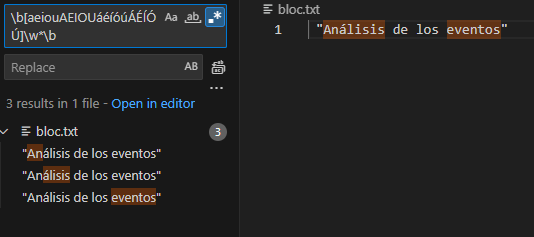 \b[aeiouAEIOUáéíóúÁÉÍÓ
Ú]\w*\b
Aa
ab
.*
Replace
AB
...
3 results in 1 file - Open in editor
bloc.txt
3
"Análisis de los eventos"
"Análisis de los eventos"
"Análisis de los eventos"
bloc.txt
1 "Análisis de los eventos"